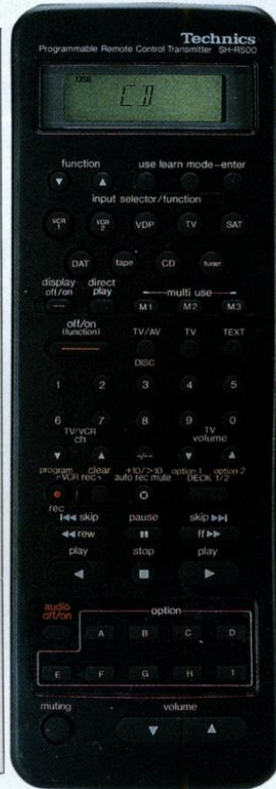 Technics
Programmable Remote Control Transmitter SH-R500
USE
CD
function use learn mode–enter
▼ ▲
input selector/function
VCR 1 VCR 2 VDP TV SAT
DAT tape CD tuner
display off/on direct play multi use
M1 M2 M3
off/on (function) TV/AV TV TEXT
DISC
1 2 3 4 5
6 7 8 9 0
TV/VCR ch TV volume
▼ ▲ -/-- ▼ ▲
program clear +10/>10 option 1 option 2
VCR rec auto rec mute DECK 1/2
rec
⏮ skip pause skip ⏭
◀◀ rew ⏸ ff ▶▶
play stop play
◀ ■ ▶
audio off/on option
A B C D
E F G H I
muting volume
▼ ▲